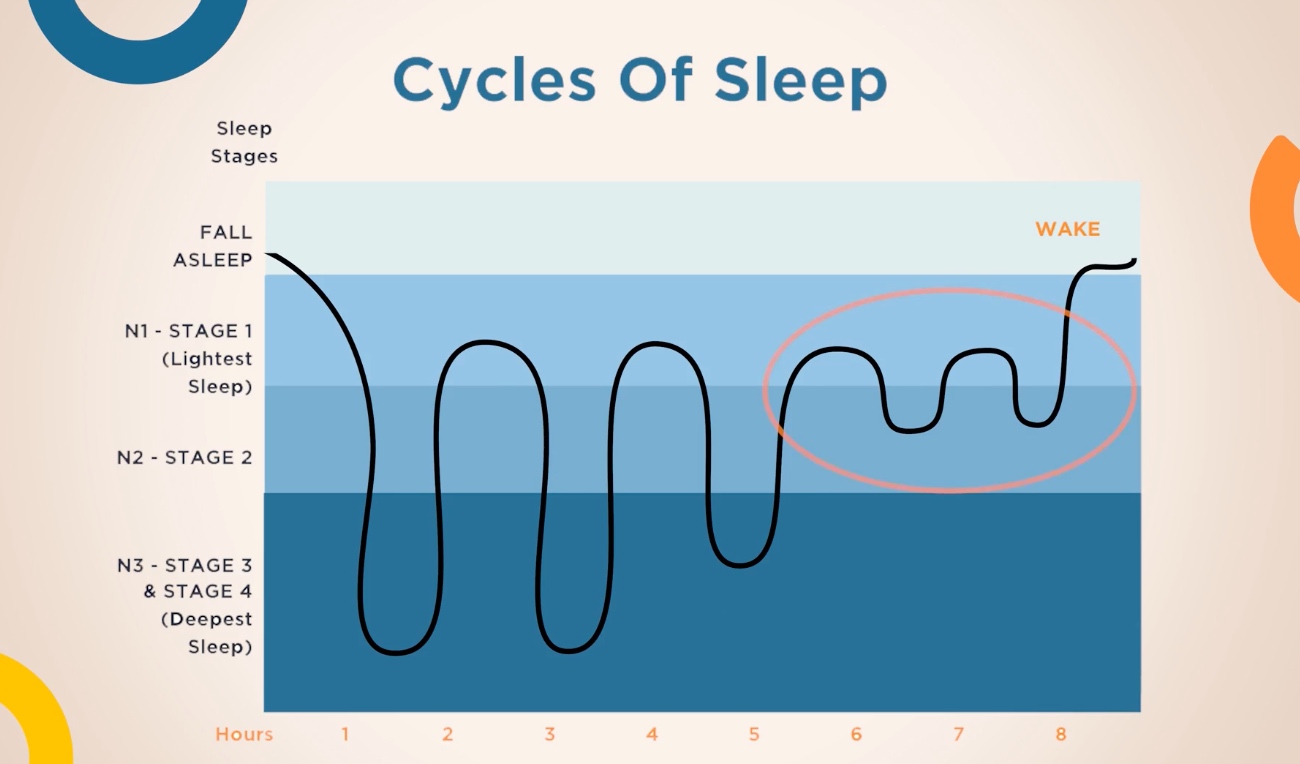 Cycles Of Sleep
Sleep
Stages
FALL
ASLEEP
WAKE
N1 - STAGE 1
(Lightest
Sleep)
N2 - STAGE 2
N3 - STAGE 3
& STAGE 4
(Deepest
Sleep)
Hours 1 2 3 4 5 6 7 8